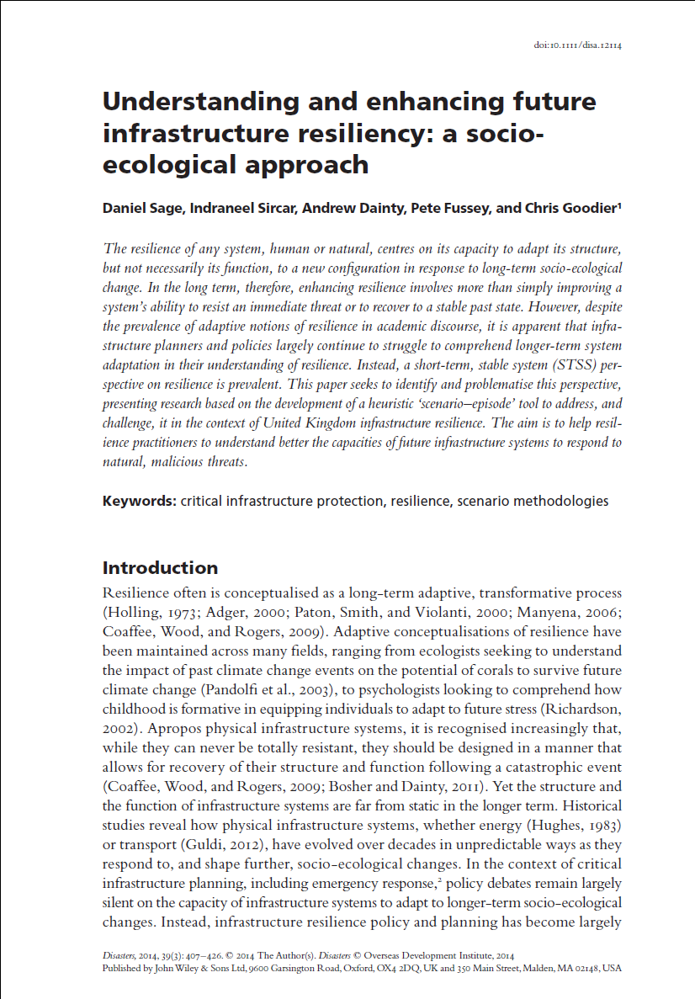 doi:10.1111/disa.12114
Understanding and enhancing future
infrastructure resiliency: a socio-
ecological approach
Daniel Sage, Indraneel Sircar, Andrew Dainty, Pete Fussey, and Chris Goodier¹
The resilience of any system, human or natural, centres on its capacity to adapt its structure,
but not necessarily its function, to a new configuration in response to long-term socio-ecological
change. In the long term, therefore, enhancing resilience involves more than simply improving a
system's ability to resist an immediate threat or to recover to a stable past state. However, despite
the prevalence of adaptive notions of resilience in academic discourse, it is apparent that infra-
structure planners and policies largely continue to struggle to comprehend longer-term system
adaptation in their understanding of resilience. Instead, a short-term, stable system (STSS) per-
spective on resilience is prevalent. This paper seeks to identify and problematise this perspective,
presenting research based on the development of a heuristic 'scenario–episode' tool to address, and
challenge, it in the context of United Kingdom infrastructure resilience. The aim is to help resil-
ience practitioners to understand better the capacities of future infrastructure systems to respond to
natural, malicious threats.
Keywords: critical infrastructure protection, resilience, scenario methodologies
Introduction
Resilience often is conceptualised as a long-term adaptive, transformative process
(Holling, 1973; Adger, 2000; Paton, Smith, and Violanti, 2000; Manyena, 2006;
Coaffee, Wood, and Rogers, 2009). Adaptive conceptualisations of resilience have
been maintained across many fields, ranging from ecologists seeking to understand
the impact of past climate change events on the potential of corals to survive future
climate change (Pandolfi et al., 2003), to psychologists looking to comprehend how
childhood is formative in equipping individuals to adapt to future stress (Richardson,
2002). Apropos physical infrastructure systems, it is recognised increasingly that,
while they can never be totally resistant, they should be designed in a manner that
allows for recovery of their structure and function following a catastrophic event
(Coaffee, Wood, and Rogers, 2009; Bosher and Dainty, 2011). Yet the structure and
the function of infrastructure systems are far from static in the longer term. Historical
studies reveal how physical infrastructure systems, whether energy (Hughes, 1983)
or transport (Guldi, 2012), have evolved over decades in unpredictable ways as they
respond to, and shape further, socio-ecological changes. In the context of critical
infrastructure planning, including emergency response,² policy debates remain largely
silent on the capacity of infrastructure systems to adapt to longer-term socio-ecological
changes. Instead, infrastructure resilience policy and planning has become largely
Disasters, 2014, 39(3): 407–426. © 2014 The Author(s). Disasters © Overseas Development Institute, 2014
Published by John Wiley & Sons Ltd, 9600 Garsington Road, Oxford, OX4 2DQ, UK and 350 Main Street, Malden, MA 02148, USA